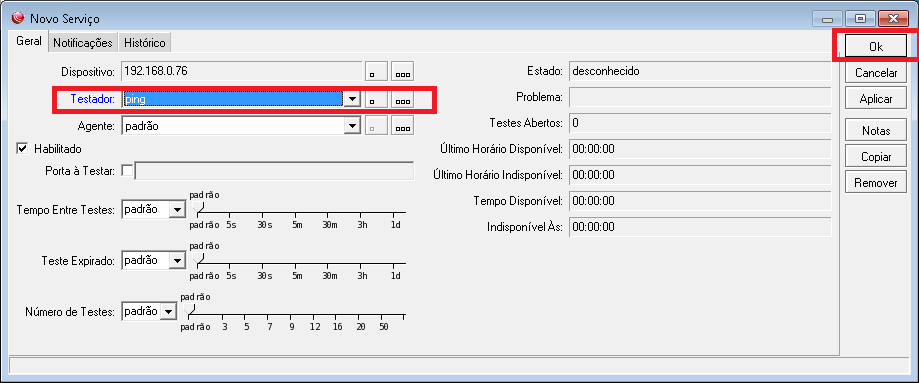 Novo Serviço
Geral Notificações Histórico
Dispositivo: 192.168.0.76
Testador: ping
Agente: padrão
Habilitado
Porta à Testar:
Tempo Entre Testes: padrão
padrão
padrão 5s 30s 5m 30m 3h 1d
Teste Expirado: padrão
padrão
padrão 5s 30s 5m 30m 3h 1d
Número de Testes: padrão
padrão
padrão 3 5 7 9 12 16 20 50
Estado: desconhecido
Problema:
Testes Abertos: 0
Último Horário Disponível: 00:00:00
Último Horário Indisponível: 00:00:00
Tempo Disponível: 00:00:00
Indisponível Às: 00:00:00
Ok
Cancelar
Aplicar
Notas
Copiar
Remover